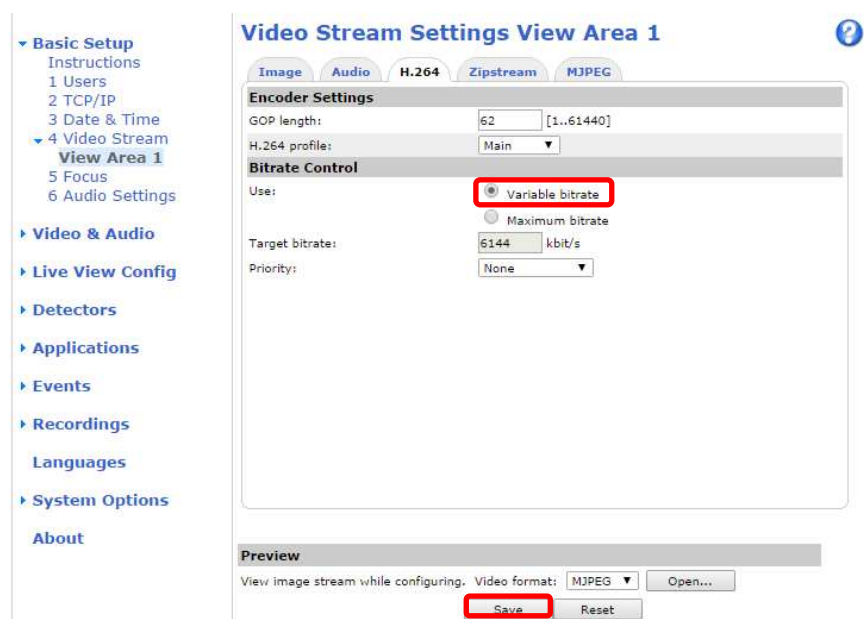 Basic Setup
Instructions
1 Users
2 TCP/IP
3 Date & Time
4 Video Stream
View Area 1
5 Focus
6 Audio Settings
Video & Audio
Live View Config
Detectors
Applications
Events
Recordings
Languages
System Options
About
Video Stream Settings View Area 1
?
Image Audio H.264 Zipstream MJPEG
Encoder Settings
GOP length: 62 [1..61440]
H.264 profile: Main
Bitrate Control
Use: Variable bitrate
Maximum bitrate
Target bitrate: 6144 kbit/s
Priority: None
Preview
View image stream while configuring. Video format: MJPEG Open...
Save Reset